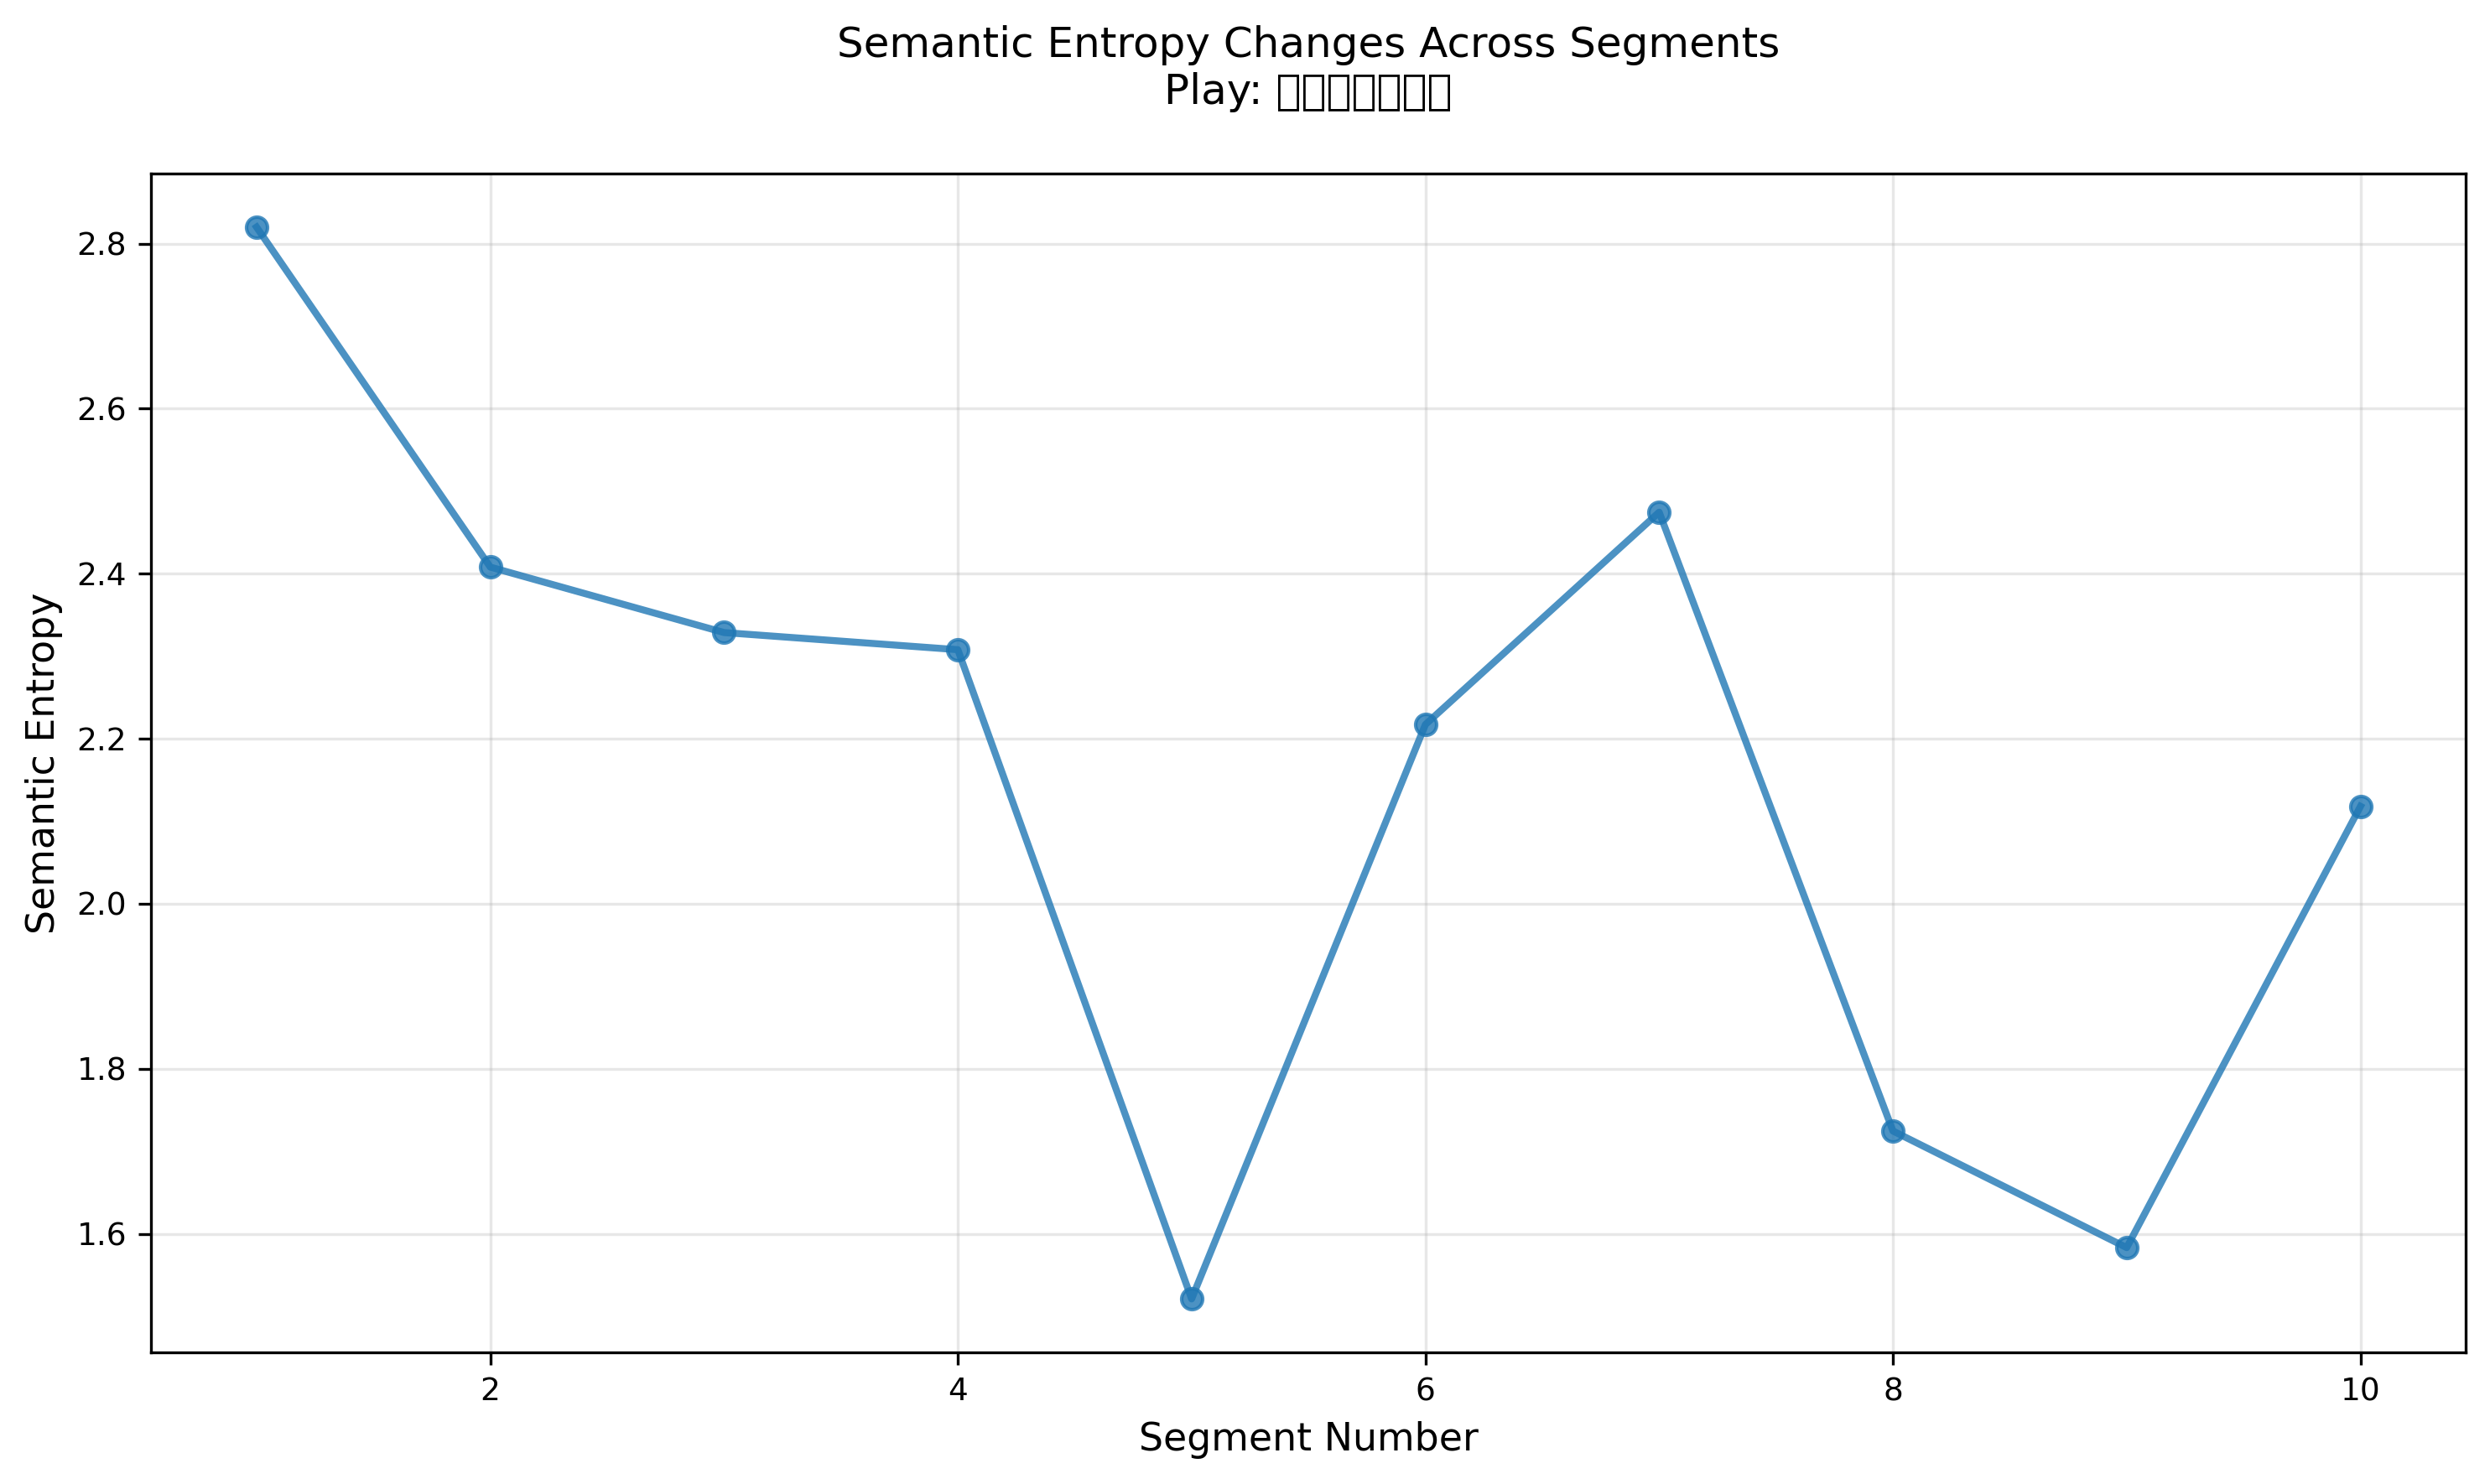 Semantic Entropy Changes Across Segments
Play: □□□□□□□
Semantic Entropy
2.8
2.6
2.4
2.2
2.0
1.8
1.6
2 4 6 8 10
Segment Number